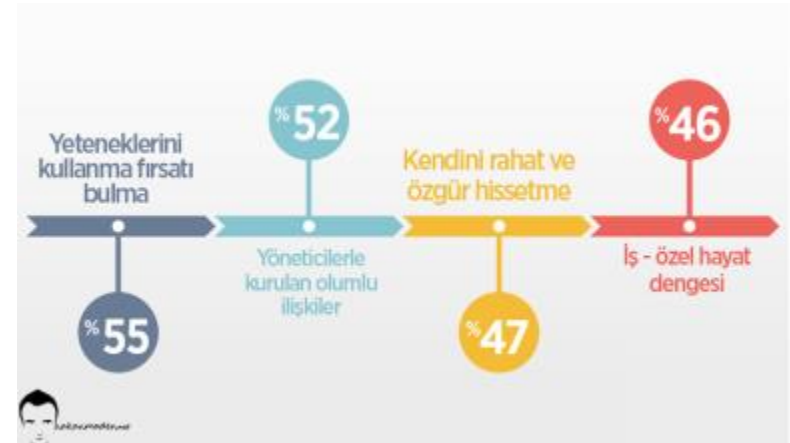 Yeteneklerini
kullanma fırsatı
bulma
%55
%52
Yöneticilerle
kurulan olumlu
ilişkiler
Kendini rahat ve
özgür hissetme
%47
%46
İş - özel hayat
dengesi